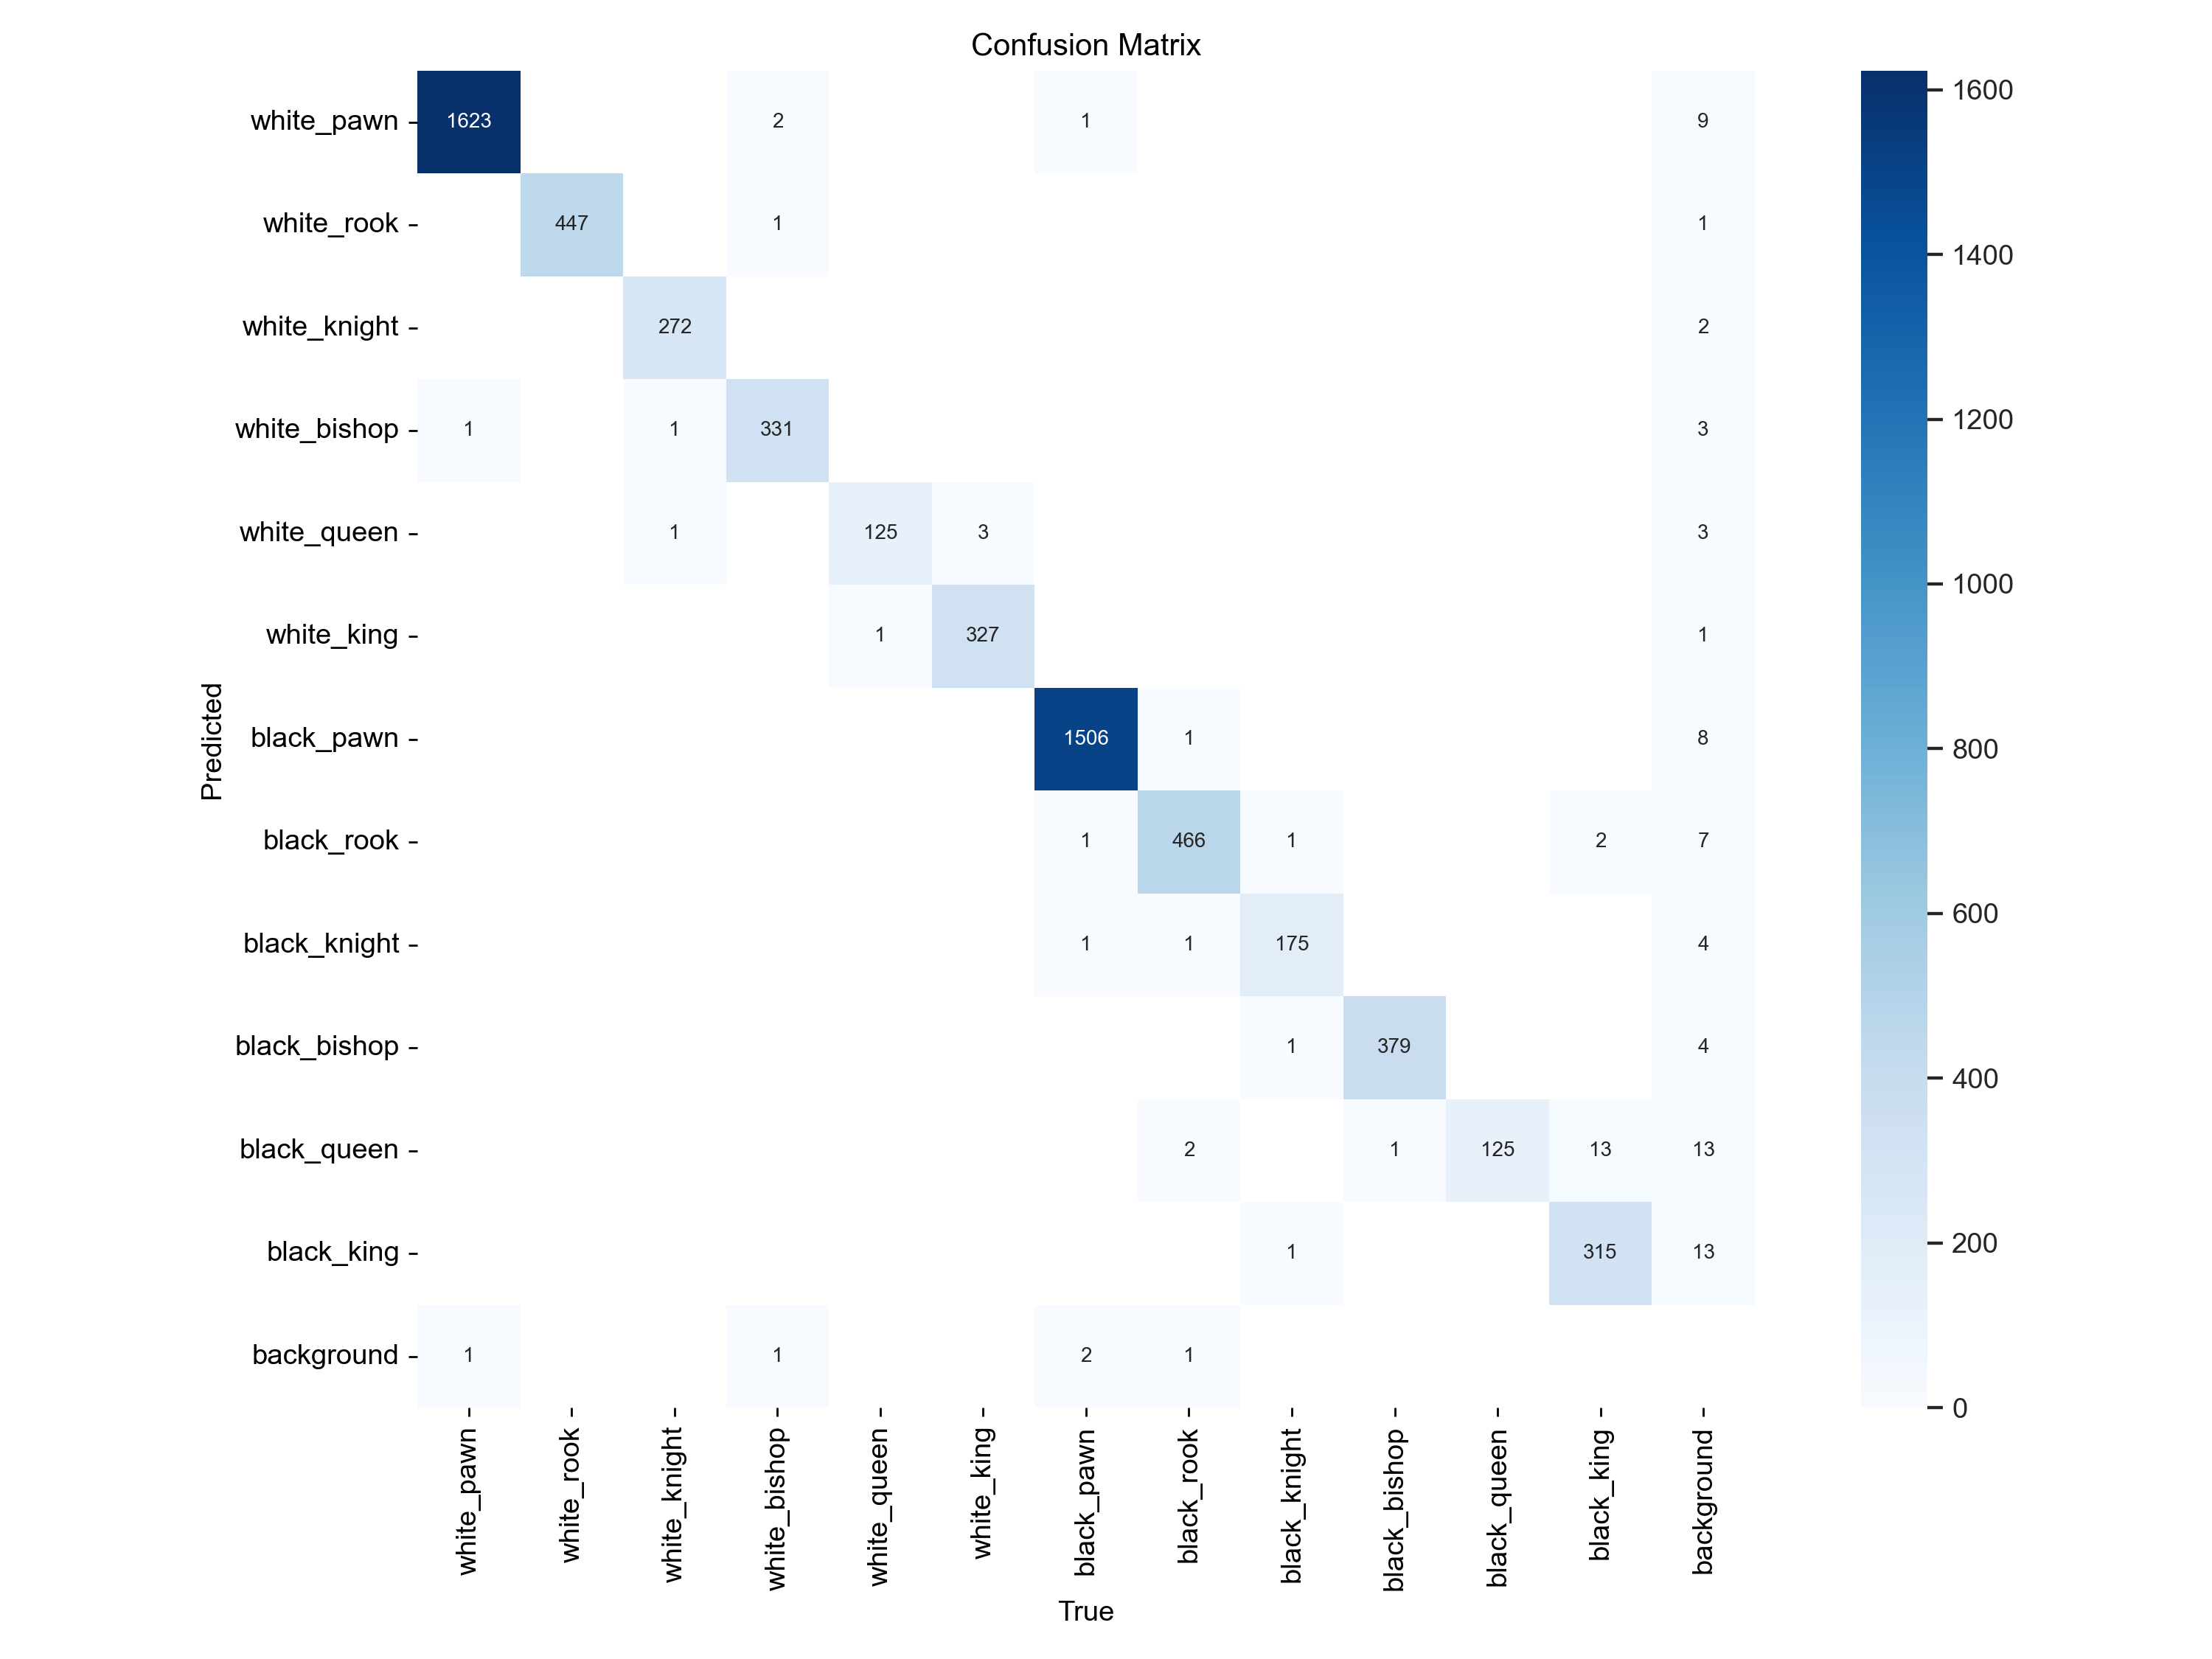 Confusion Matrix
white_pawn 1623 2 1 9
white_rook 447 1 1
white_knight 272 2
white_bishop 1 1 331 3
white_queen 1 125 3 3
white_king 1 327 1
black_pawn 1506 1 8
black_rook 1 466 1 2 7
black_knight 1 1 175 4
black_bishop 1 379 4
black_queen 2 1 125 13 13
black_king 1 315 13
background 1 1 2 1
Predicted
white_pawn
white_rook
white_knight
white_bishop
white_queen
white_king
black_pawn
black_rook
black_knight
black_bishop
black_queen
black_king
background
True
1600
1400
1200
1000
800
600
400
200
0